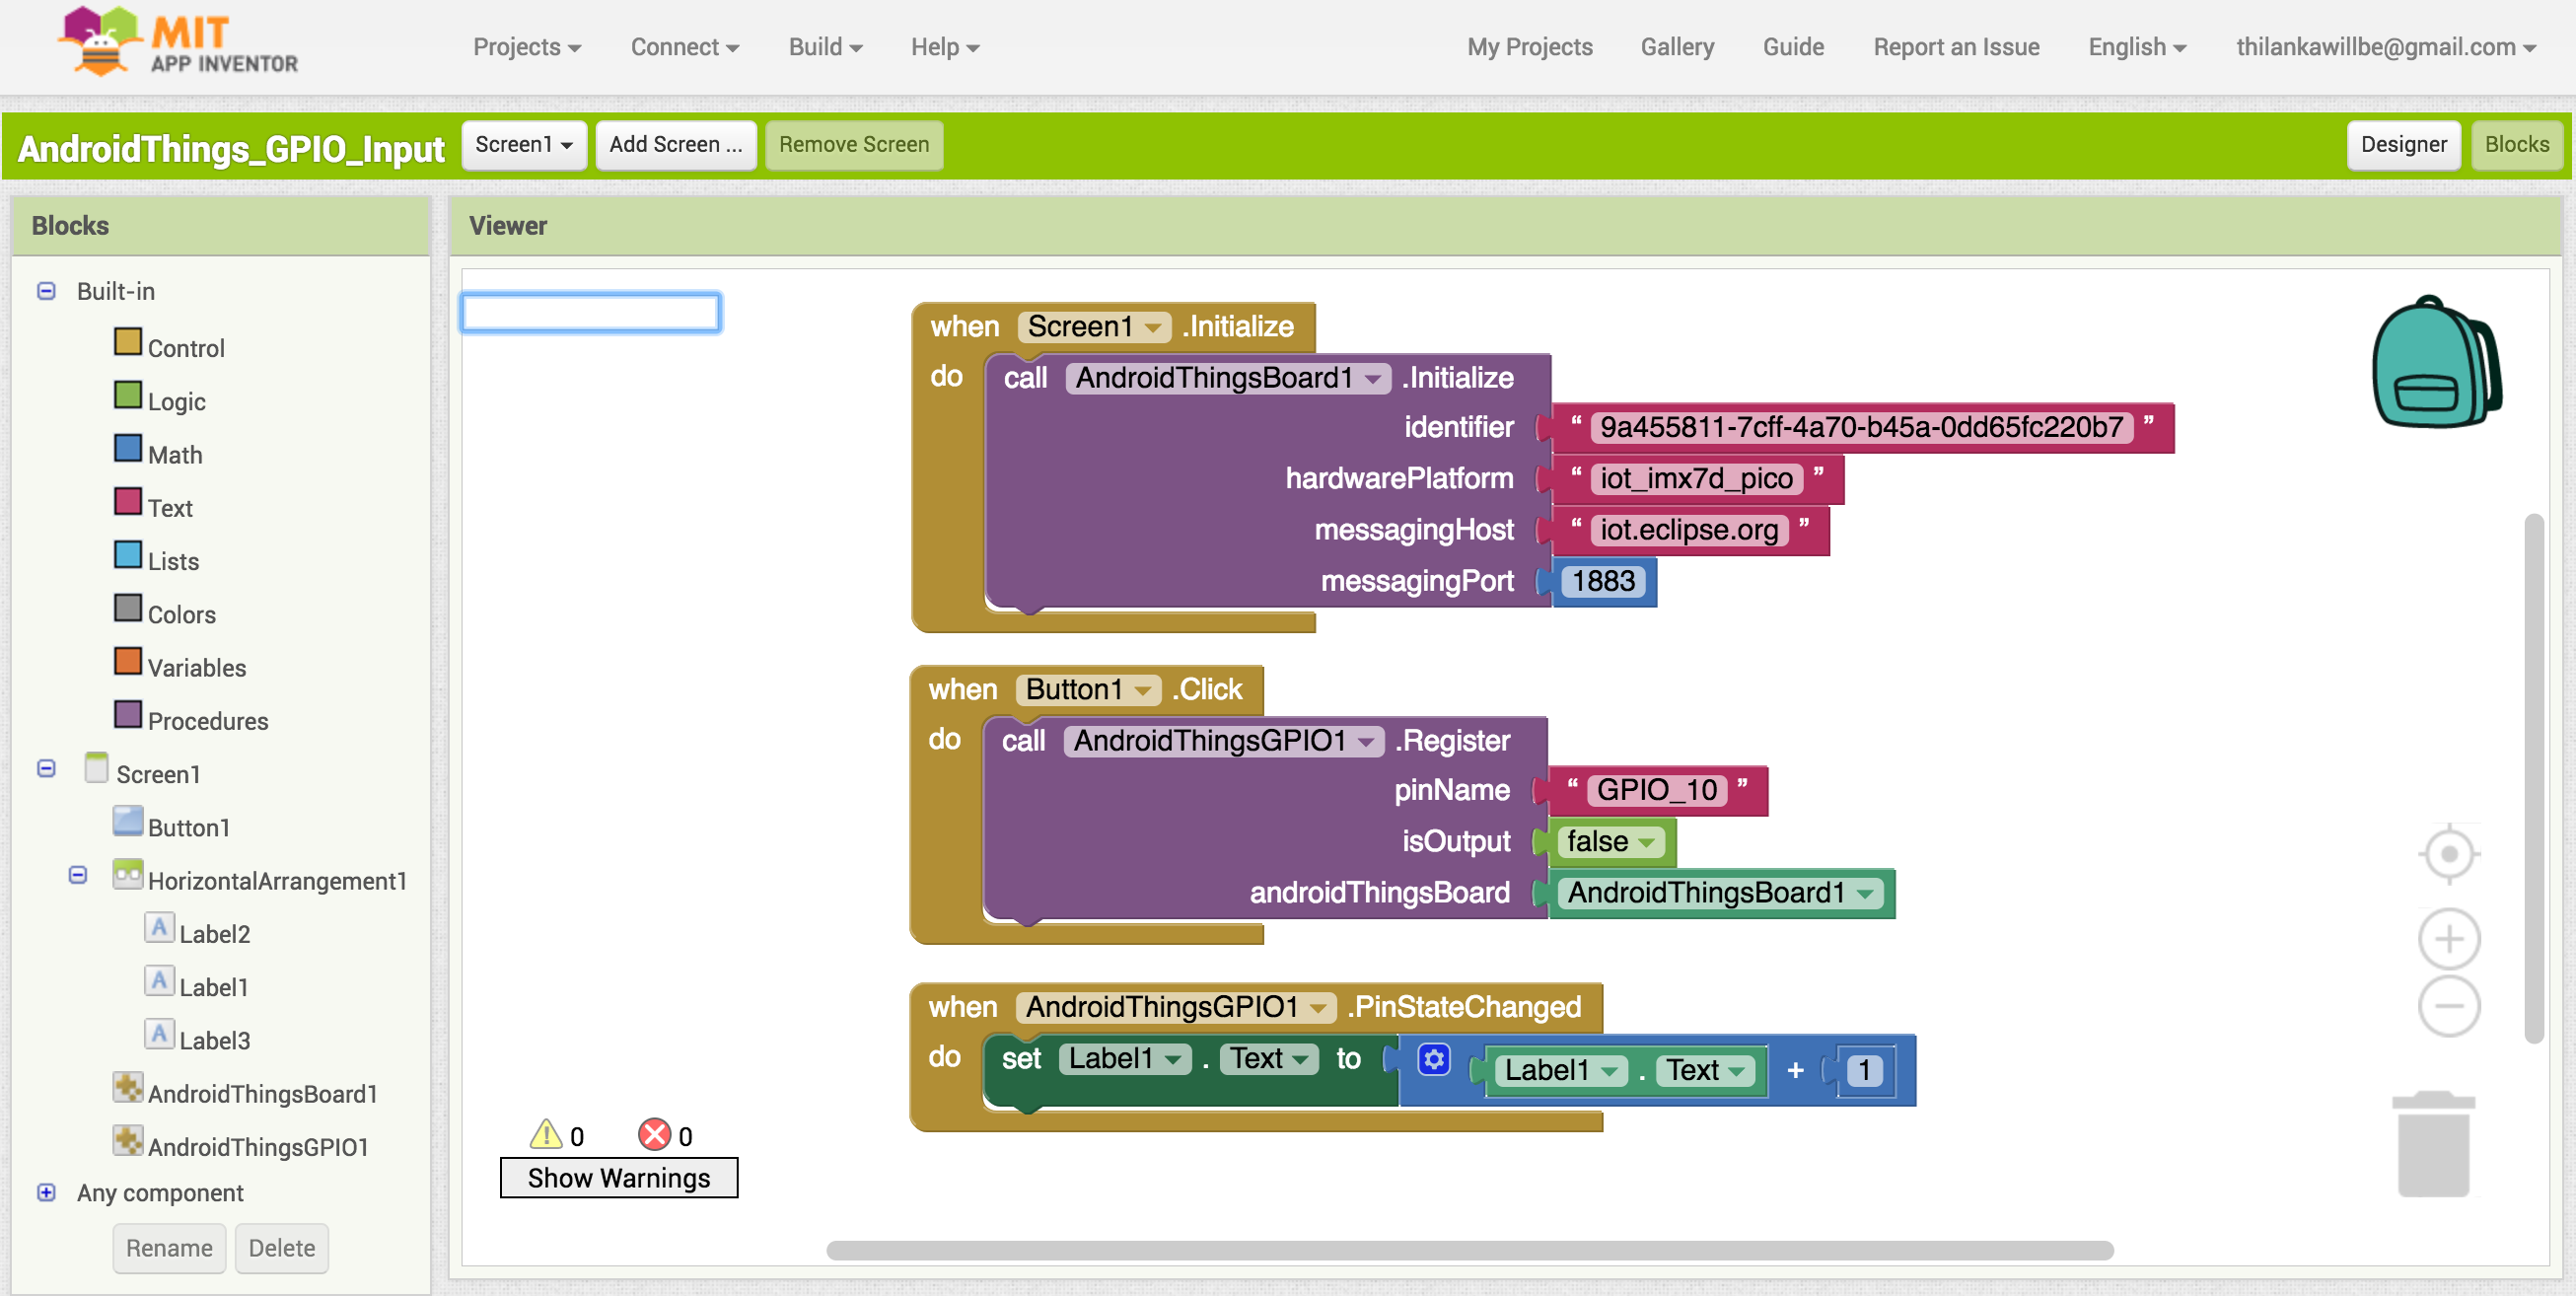 MIT
APP INVENTOR
Projects Connect Build Help My Projects Gallery Guide Report an Issue English thilankawillbe@gmail.com
AndroidThings_GPIO_Input Screen1 Add Screen ... Remove Screen Designer Blocks
Blocks
Built-in
Control
Logic
Math
Text
Lists
Colors
Variables
Procedures
Screen1
Button1
HorizontalArrangement1
A Label2
A Label1
A Label3
AndroidThingsBoard1
AndroidThingsGPIO1
Any component
Rename Delete
Viewer
when Screen1 .Initialize
do call AndroidThingsBoard1 .Initialize
identifier “ 9a455811-7cff-4a70-b45a-0dd65fc220b7 ”
hardwarePlatform “ iot_imx7d_pico ”
messagingHost “ iot.eclipse.org ”
messagingPort 1883
when Button1 .Click
do call AndroidThingsGPIO1 .Register
pinName “ GPIO_10 ”
isOutput false
androidThingsBoard AndroidThingsBoard1
when AndroidThingsGPIO1 .PinStateChanged
do set Label1 . Text to Label1 . Text + 1
! 0 0
Show Warnings